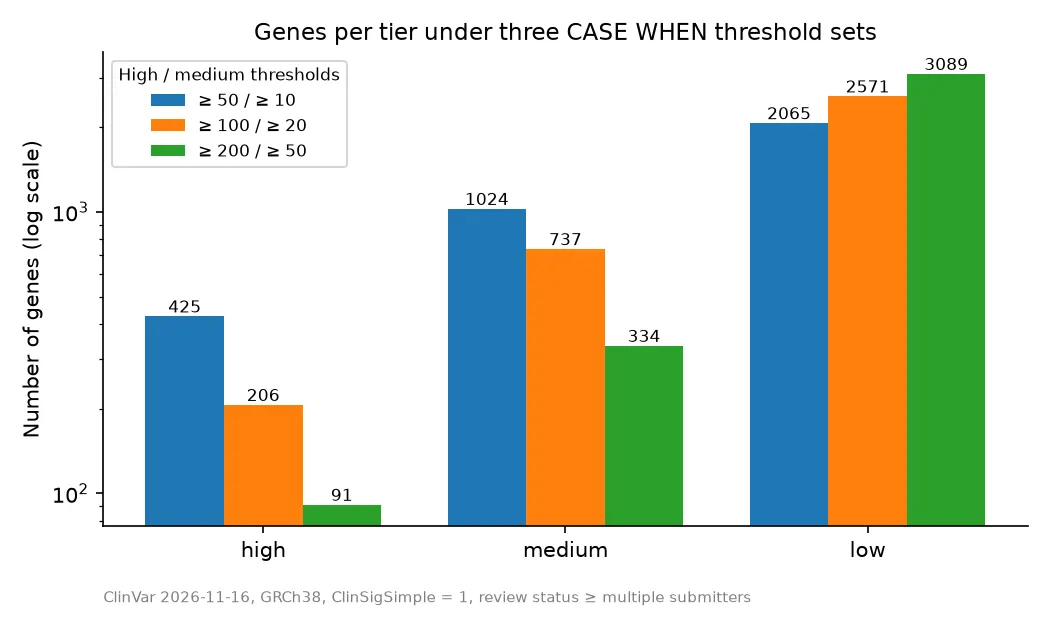 Genes per tier under three CASE WHEN threshold sets
High / medium thresholds
≥ 50 / ≥ 10
≥ 100 / ≥ 20
≥ 200 / ≥ 50
Number of genes (log scale)
10³
10²
425
206
91
1024
737
334
2065
2571
3089
high
medium
low
ClinVar 2026-11-16, GRCh38, ClinSigSimple = 1, review status ≥ multiple submitters